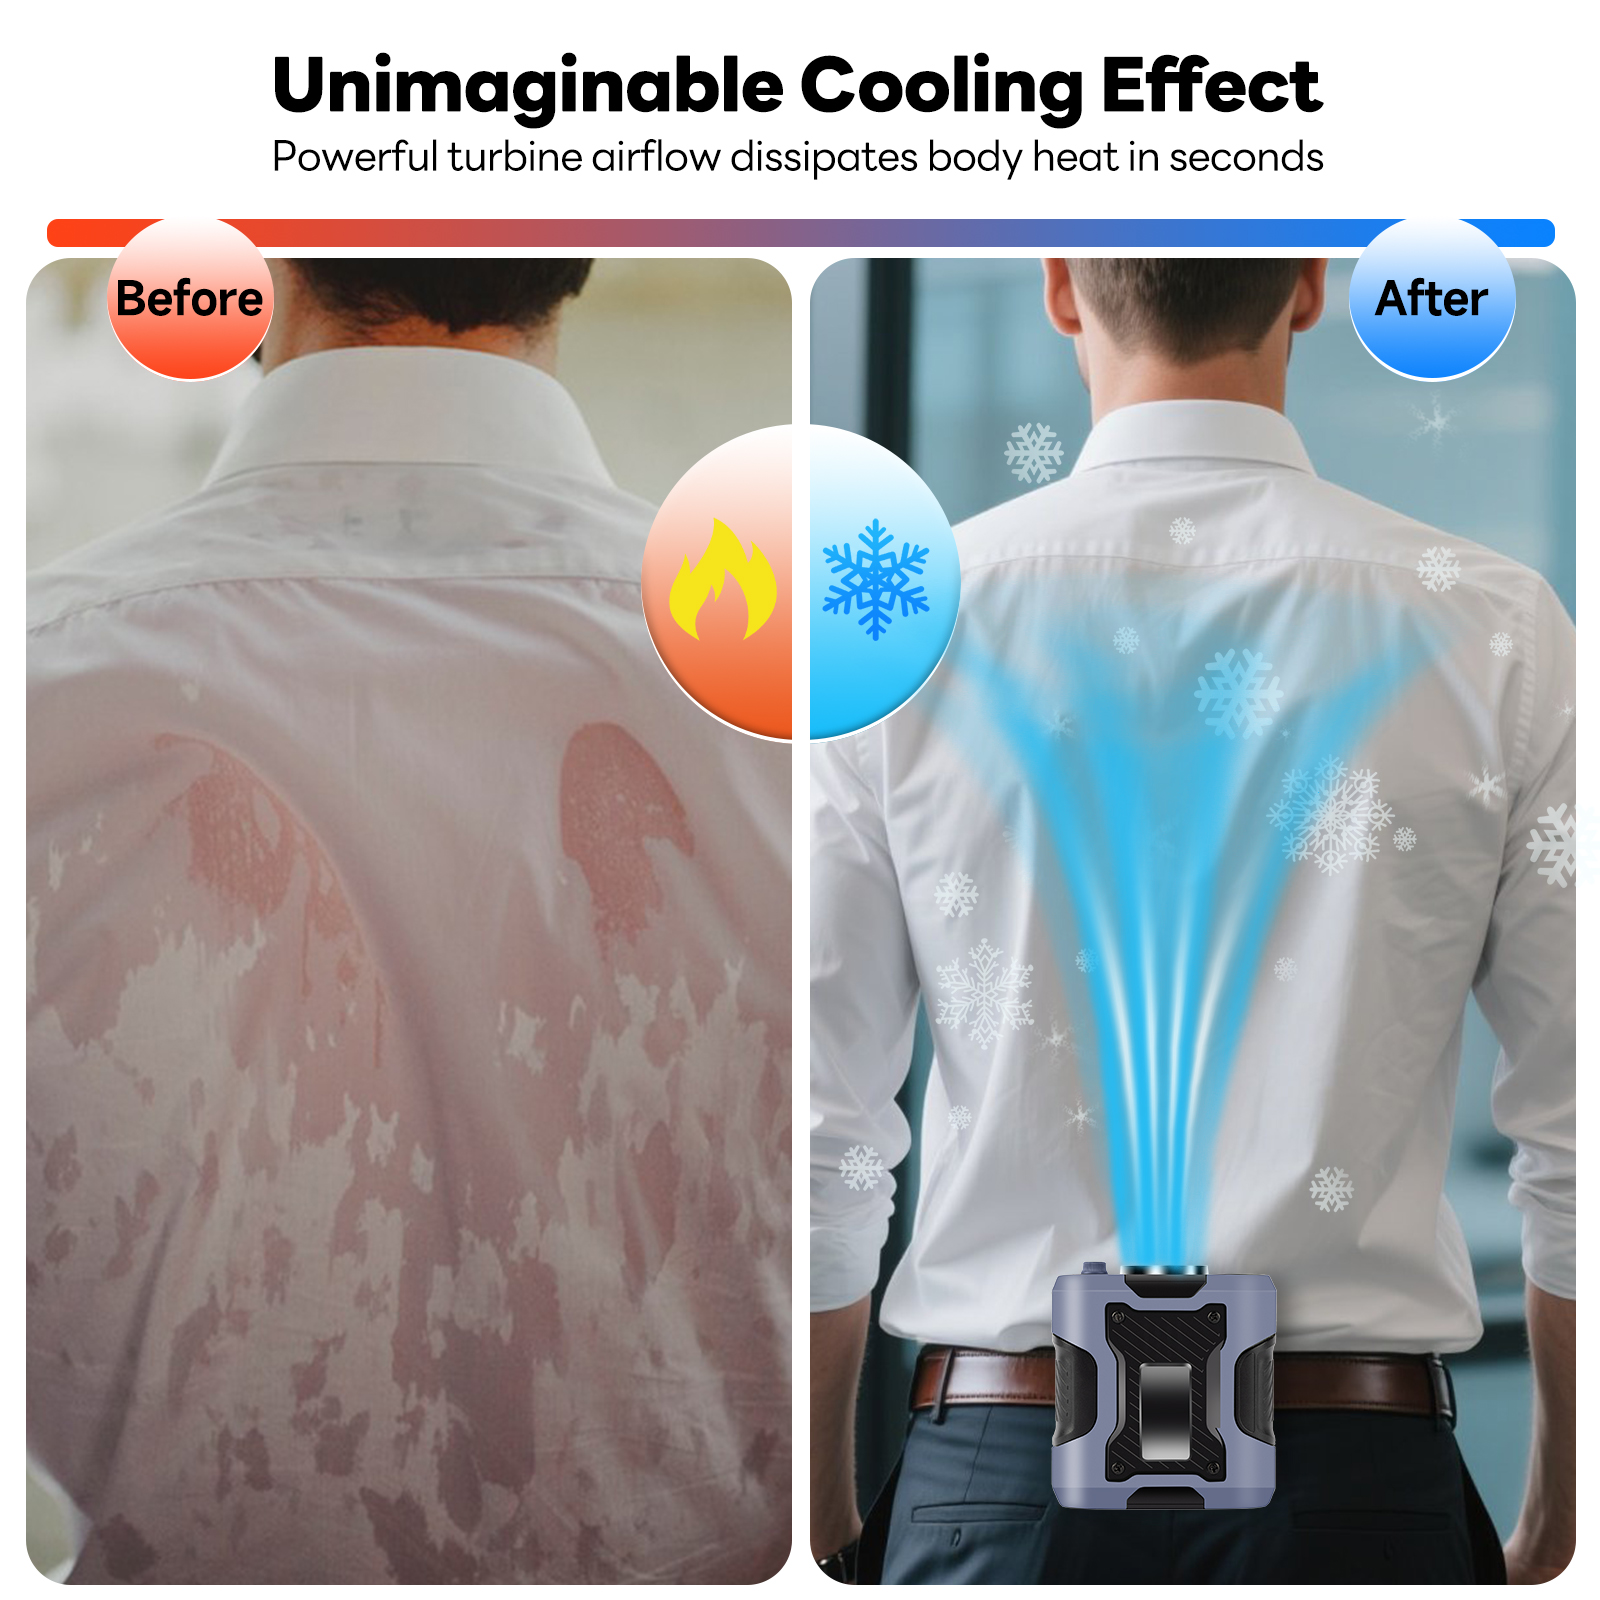 Unimaginable Cooling Effect
Powerful turbine airflow dissipates body heat in seconds
Before
After